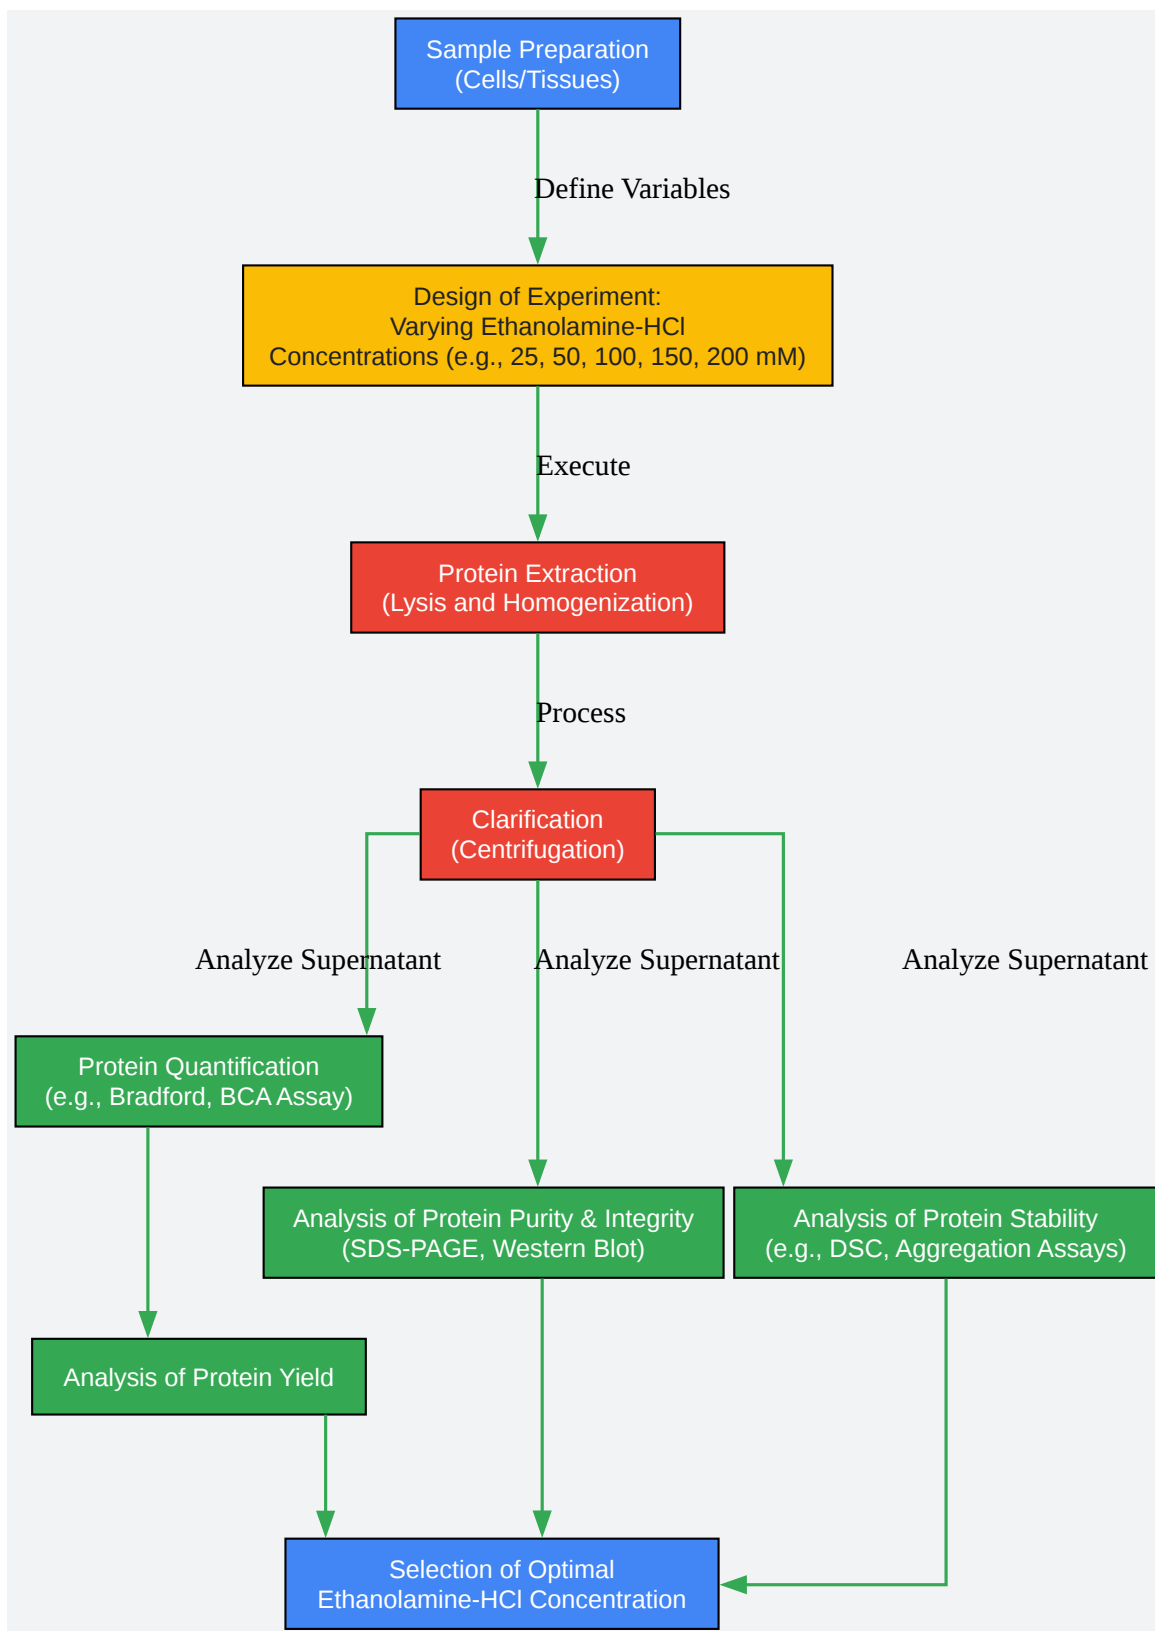 Sample Preparation
(Cells/Tissues)
Define Variables
Design of Experiment:
Varying Ethanolamine-HCl
Concentrations (e.g., 25, 50, 100, 150, 200 mM)
Execute
Protein Extraction
(Lysis and Homogenization)
Process
Clarification
(Centrifugation)
Analyze Supernatant
Analyze Supernatant
Analyze Supernatant
Protein Quantification
(e.g., Bradford, BCA Assay)
Analysis of Protein Purity & Integrity
(SDS-PAGE, Western Blot)
Analysis of Protein Stability
(e.g., DSC, Aggregation Assays)
Analysis of Protein Yield
Selection of Optimal
Ethanolamine-HCl Concentration